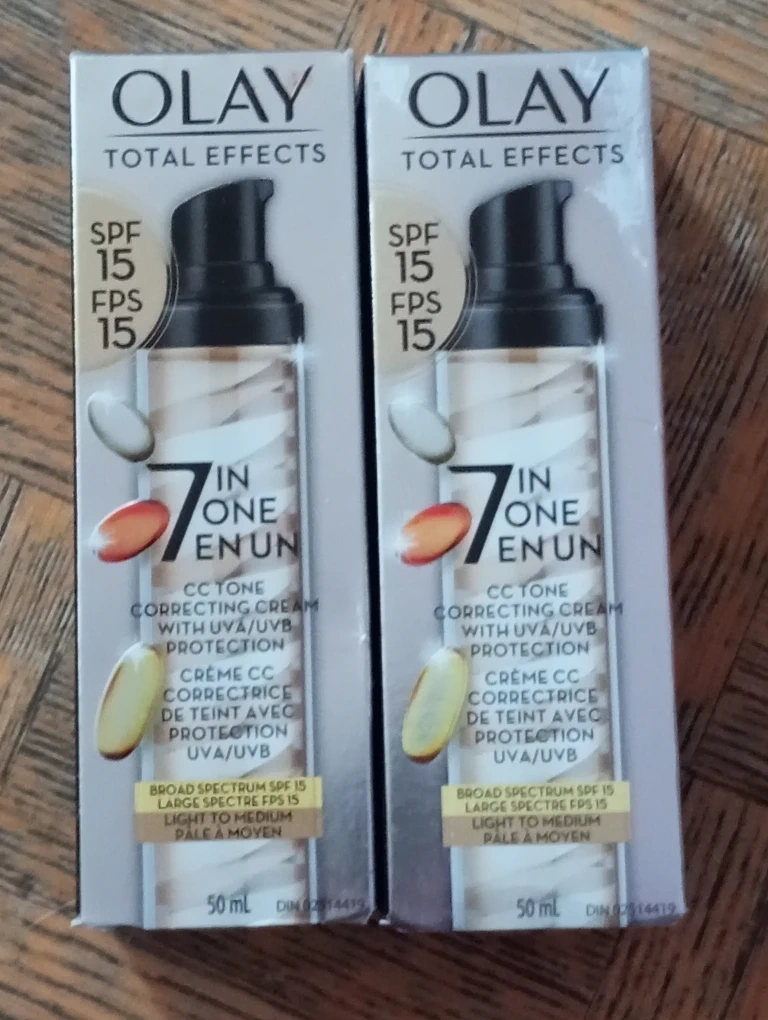 OLAY
TOTAL EFFECTS
SPF
15
FPS
15
7 IN
ONE
EN UN
CC TONE
CORRECTING CREAM
WITH UVA/UVB
PROTECTION
CRÈME CC
CORRECTRICE
DE TEINT AVEC
PROTECTION
UVA/UVB
BROAD SPECTRUM SPF 15
LARGE SPECTRE FPS 15
LIGHT TO MEDIUM
PÂLE À MOYEN
50 mL DIN 02514419
OLAY
TOTAL EFFECTS
SPF
15
FPS
15
7 IN
ONE
EN UN
CC TONE
CORRECTING CREAM
WITH UVA/UVB
PROTECTION
CRÈME CC
CORRECTRICE
DE TEINT AVEC
PROTECTION
UVA/UVB
BROAD SPECTRUM SPF 15
LARGE SPECTRE FPS 15
LIGHT TO MEDIUM
PÂLE À MOYEN
50 mL DIN 02514419